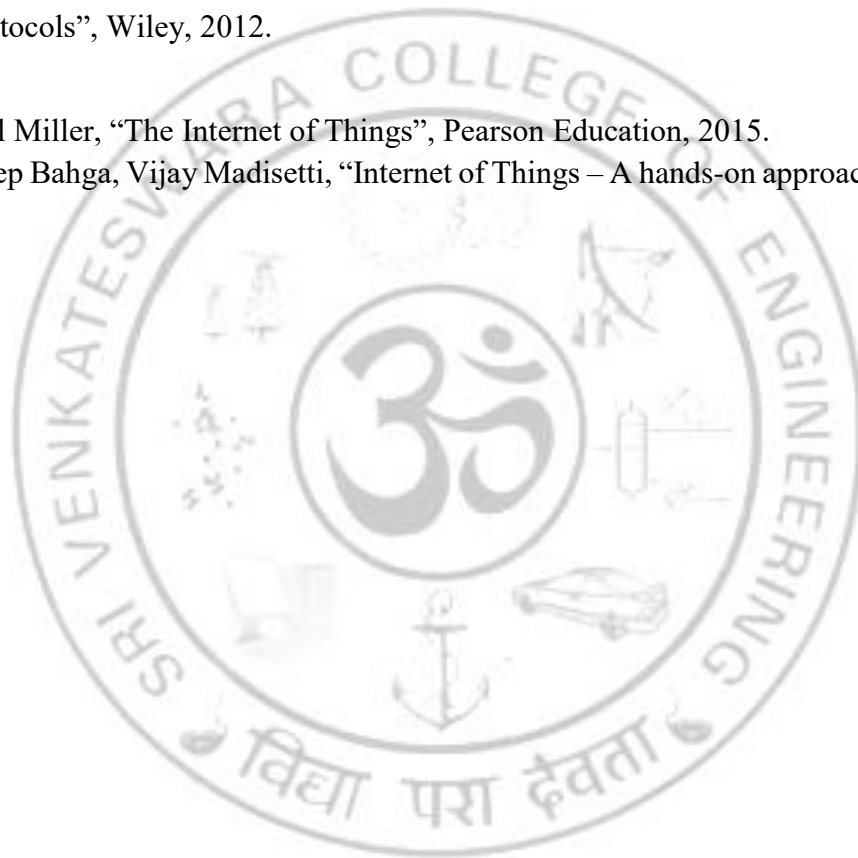 tocols”, Wiley, 2012.
l Miller, “The Internet of Things”, Pearson Education, 2015.
ep Bahga, Vijay Madisetti, “Internet of Things – A hands-on approac
SRI VENKATESWARA COLLEGE OF ENGINEERING
ॐ
विद्या परा देवता